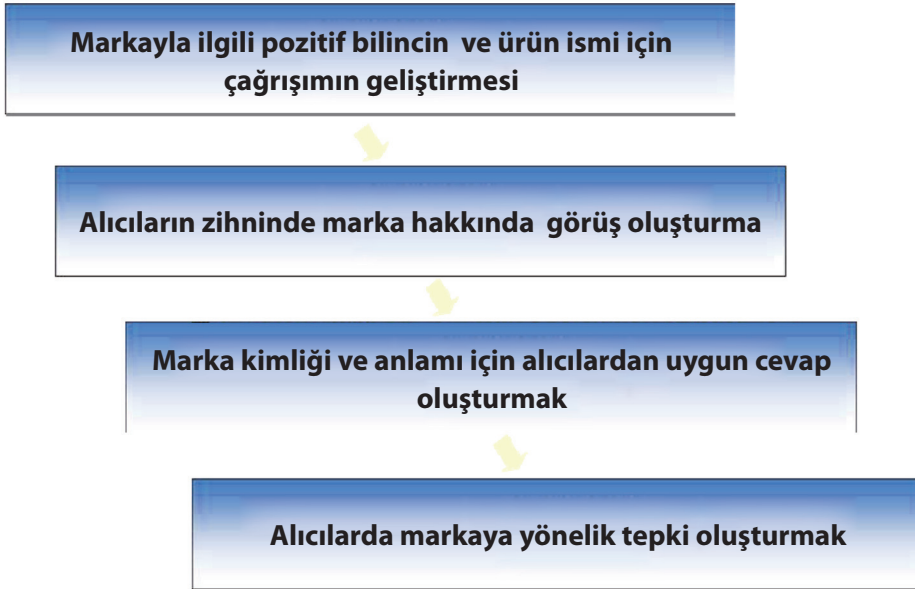 Markayla ilgili pozitif bilincin ve ürün ismi için
çağrışımın geliştirmesi
Alıcıların zihninde marka hakkında görüş oluşturma
Marka kimliği ve anlamı için alıcılardan uygun cevap
oluşturmak
Alıcılarda markaya yönelik tepki oluşturmak